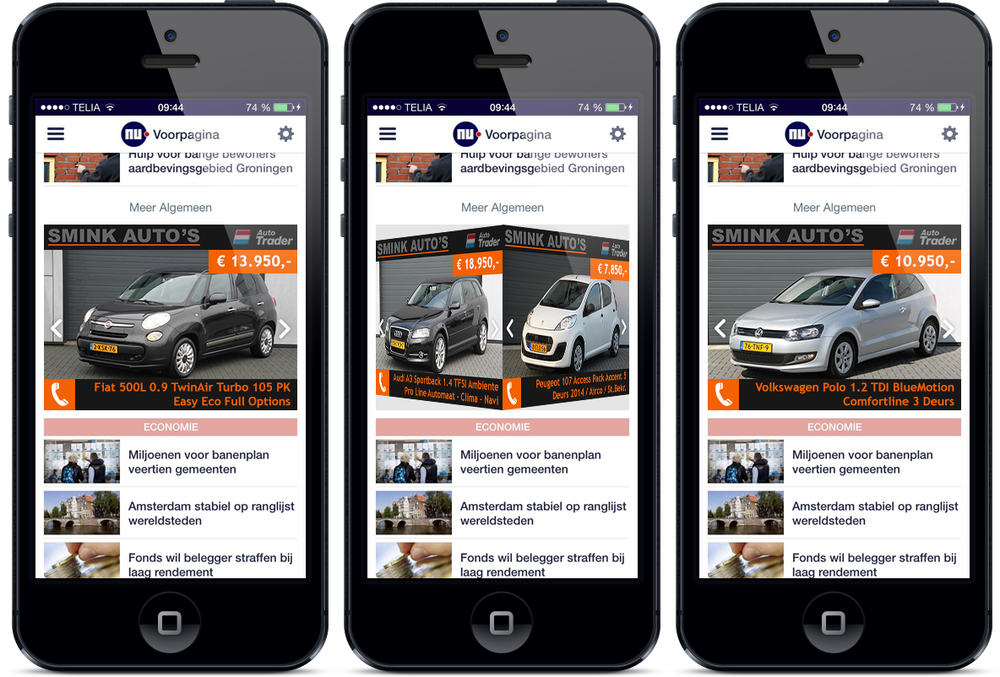 TELIA 09:44 74 %
nu Voorpagina
Hulp voor bange bewoners
aardbevingsgebied Groningen
Meer Algemeen
SMINK AUTO'S Auto Trader
€ 13.950,-
2-KSK-76
Fiat 500L 0.9 TwinAir Turbo 105 PK
Easy Eco Full Options
ECONOMIE
Miljoenen voor banenplan
veertien gemeenten
Amsterdam stabiel op ranglijst
wereldsteden
Fonds wil belegger straffen bij
laag rendement
TELIA 09:44 74 %
nu Voorpagina
Hulp voor bange bewoners
aardbevingsgebied Groningen
Meer Algemeen
SMINK AUTO'S Auto Trader
€ 18.950,-
Audi A3 Sportback 1.4 TFSI Ambiente
Pro Line Automaat - Clima - Navi
SMINK AUTO'S Auto Trader
€ 7.850,-
Peugeot 107 Access Pack Accent 5
Deurs 2014 / Airco / St.Bekr.
ECONOMIE
Miljoenen voor banenplan
veertien gemeenten
Amsterdam stabiel op ranglijst
wereldsteden
Fonds wil belegger straffen bij
laag rendement
TELIA 09:44 74 %
nu Voorpagina
Hulp voor bange bewoners
aardbevingsgebied Groningen
Meer Algemeen
SMINK AUTO'S Auto Trader
€ 10.950,-
76-TNF-9
Volkswagen Polo 1.2 TDI BlueMotion
Comfortline 3 Deurs
ECONOMIE
Miljoenen voor banenplan
veertien gemeenten
Amsterdam stabiel op ranglijst
wereldsteden
Fonds wil belegger straffen bij
laag rendement